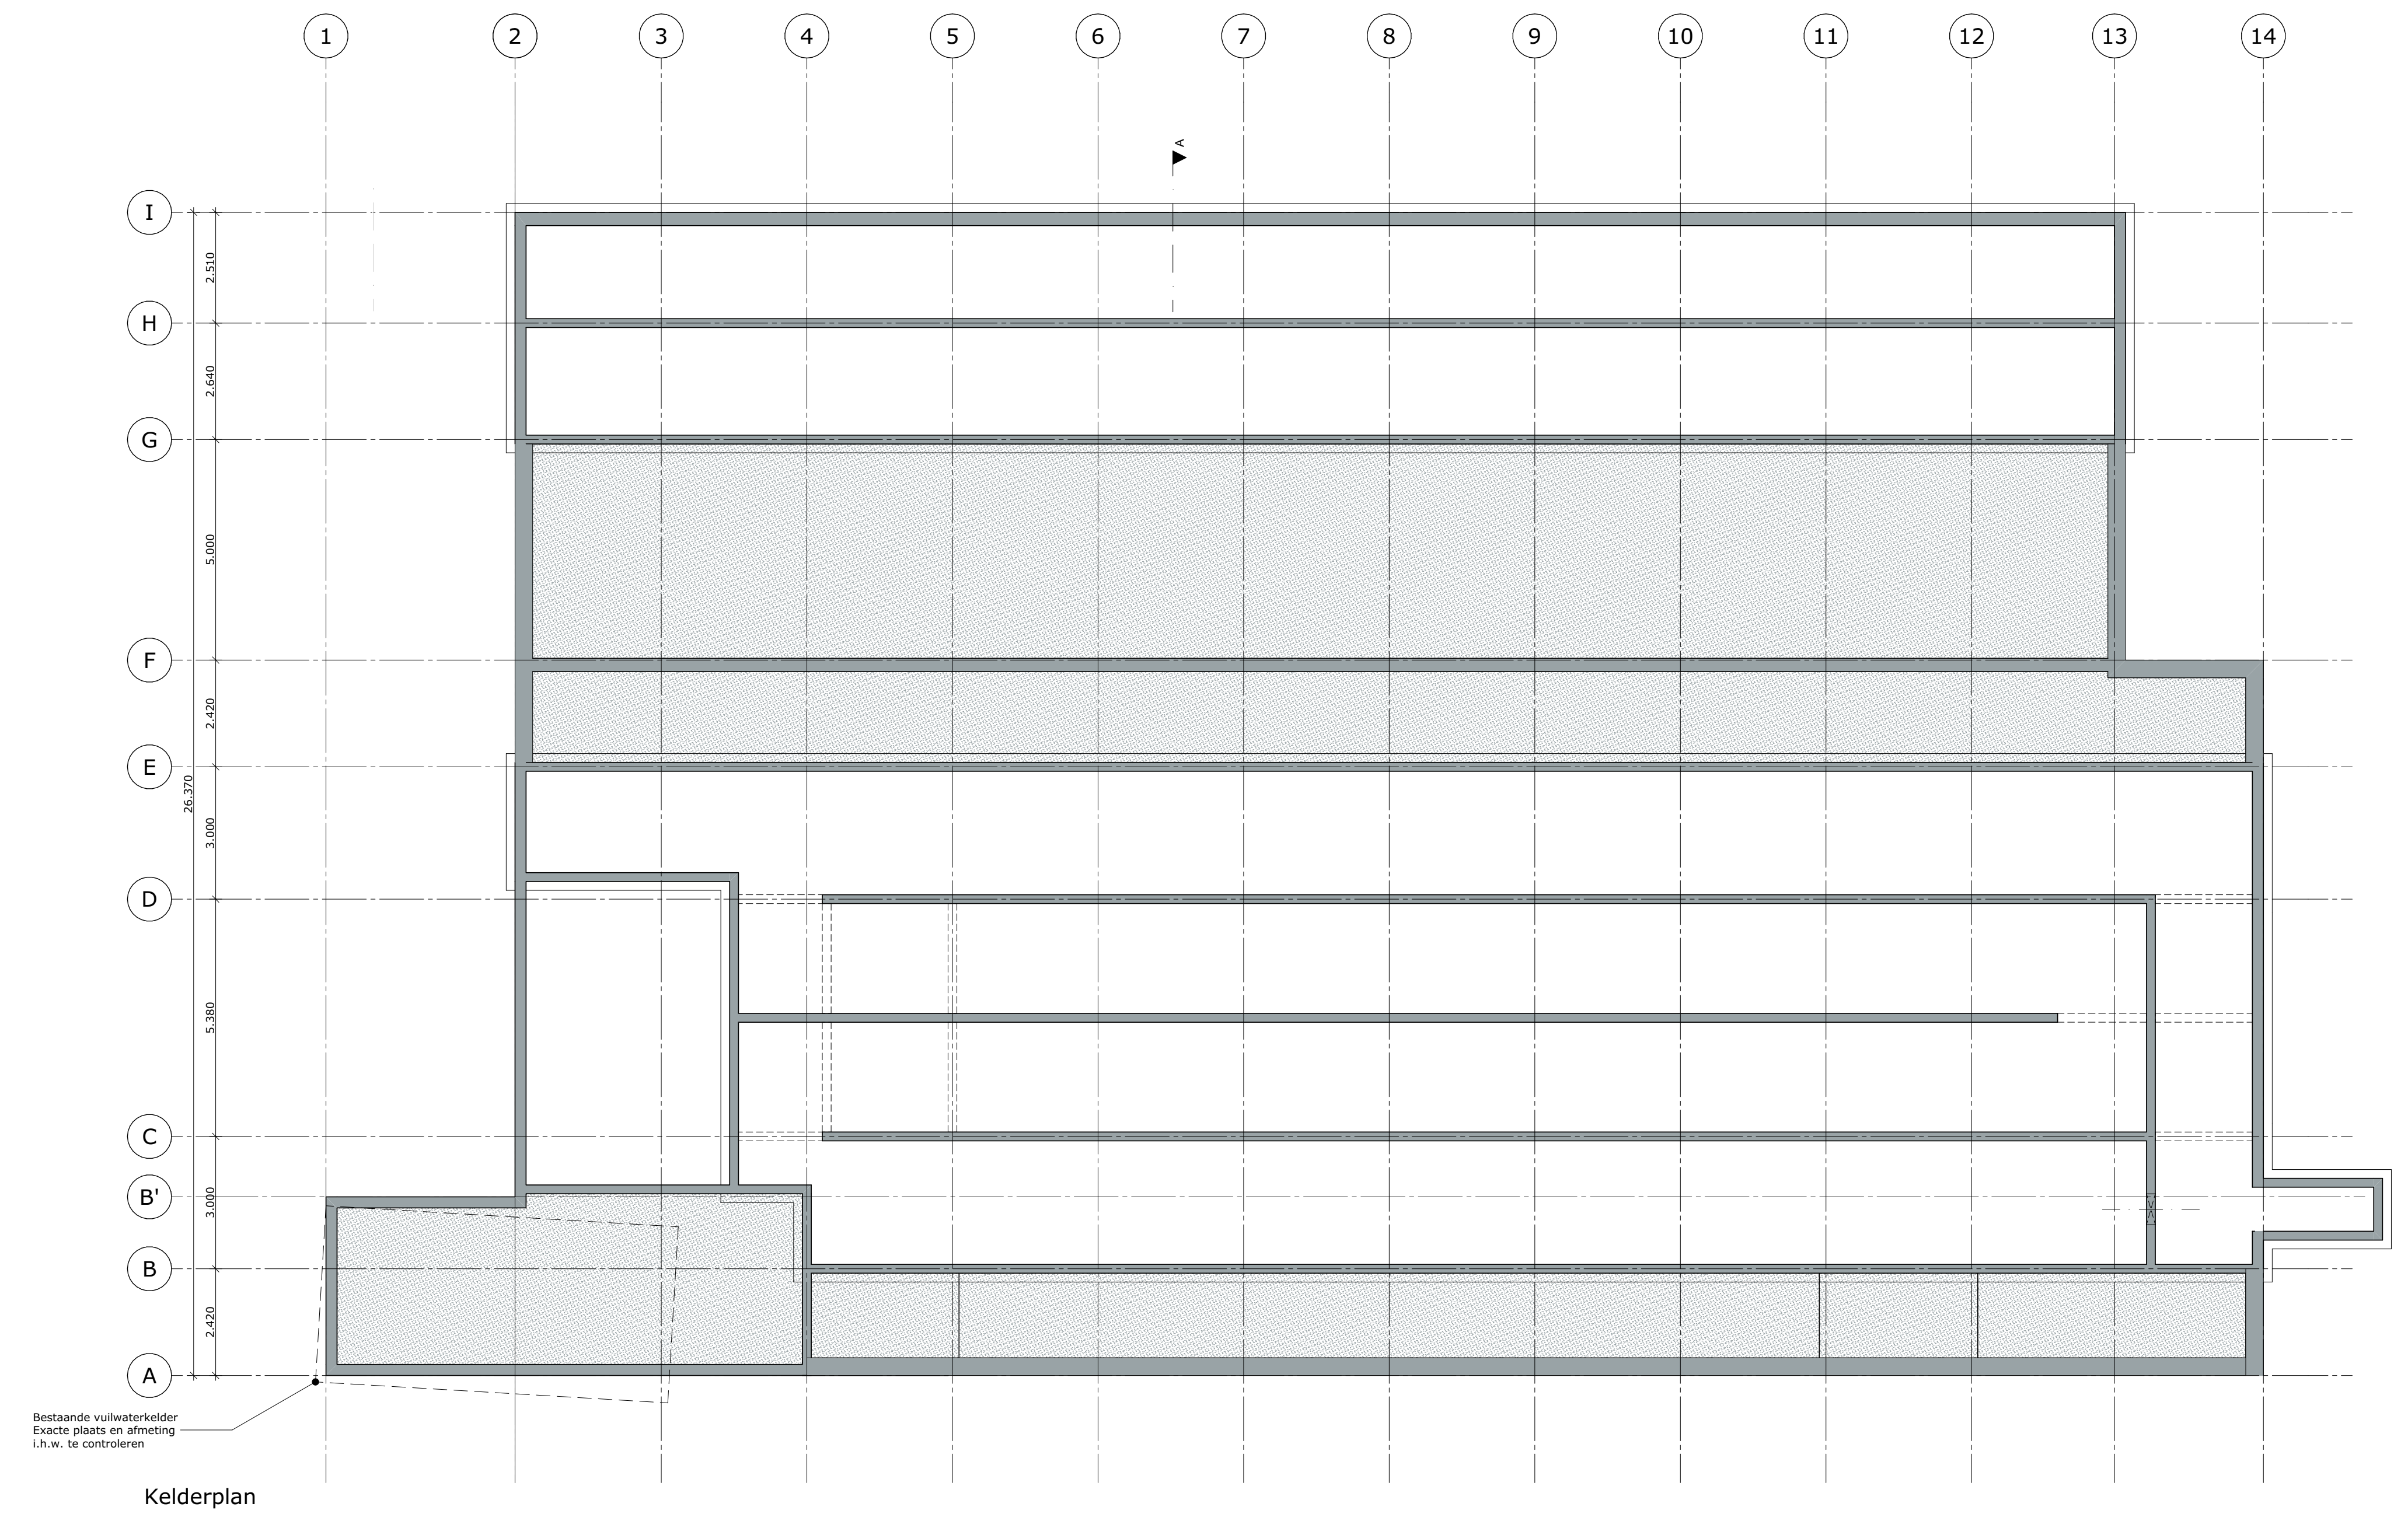 1 2 3 4 5 6 7 8 9 10 11 12 13 14
A
I
2.510
H
2.640
G
5.000
F
2.420
E
26.370
3.000
D
5.380
C
B'
3.000
B
2.420
A
Bestaande vuilwaterkelder
Exacte plaats en afmeting
i.h.w. te controleren
Kelderplan